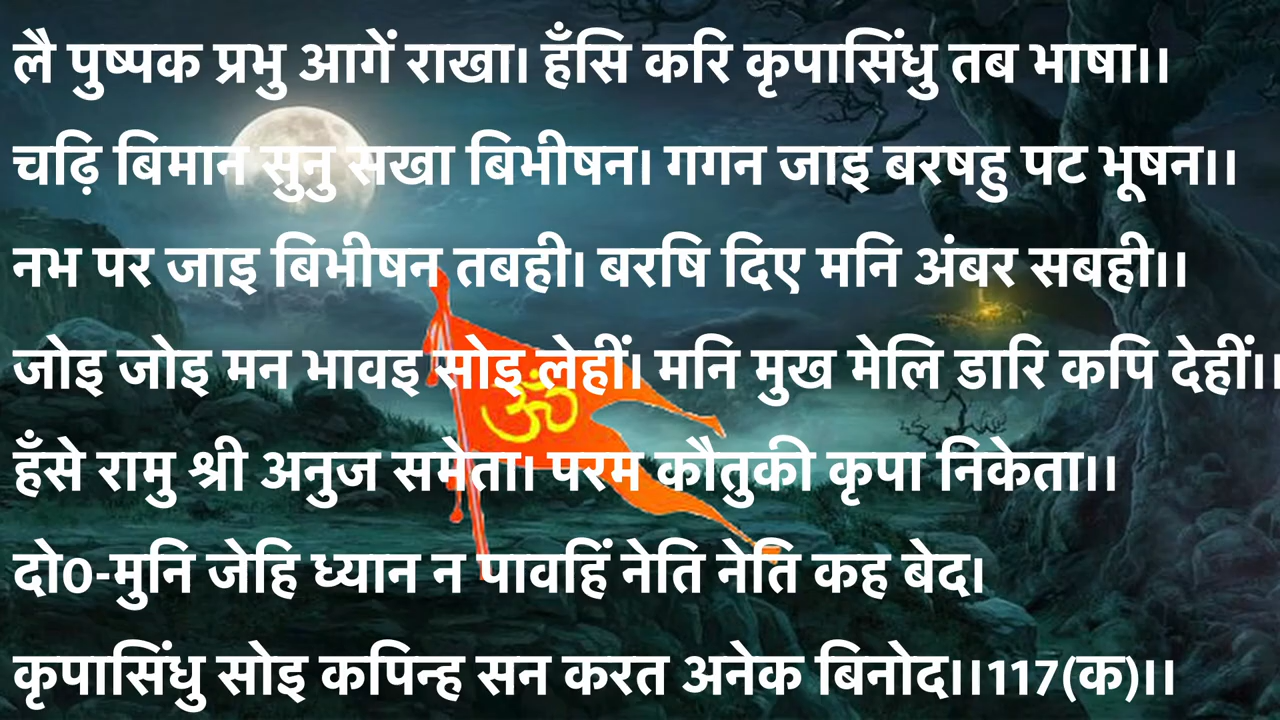 लै पुष्पक प्रभु आगें राखा। हँसि करि कृपासिंधु तब भाषा।।
चढ़ि बिमान सुनु सखा बिभीषन। गगन जाइ बरषहु पट भूषन।।
नभ पर जाइ बिभीषन तबही। बरषि दिए मनि अंबर सबही।।
जोइ जोइ मन भावइ सोइ लेहीं। मनि मुख मेलि डारि कपि देहीं।।
हँसे रामु श्री अनुज समेता। परम कौतुकी कृपा निकेता।।
दो0-मुनि जेहि ध्यान न पावहिं नेति नेति कह बेद।
कृपासिंधु सोइ कपिन्ह सन करत अनेक बिनोद।।117(क)।।
ॐ